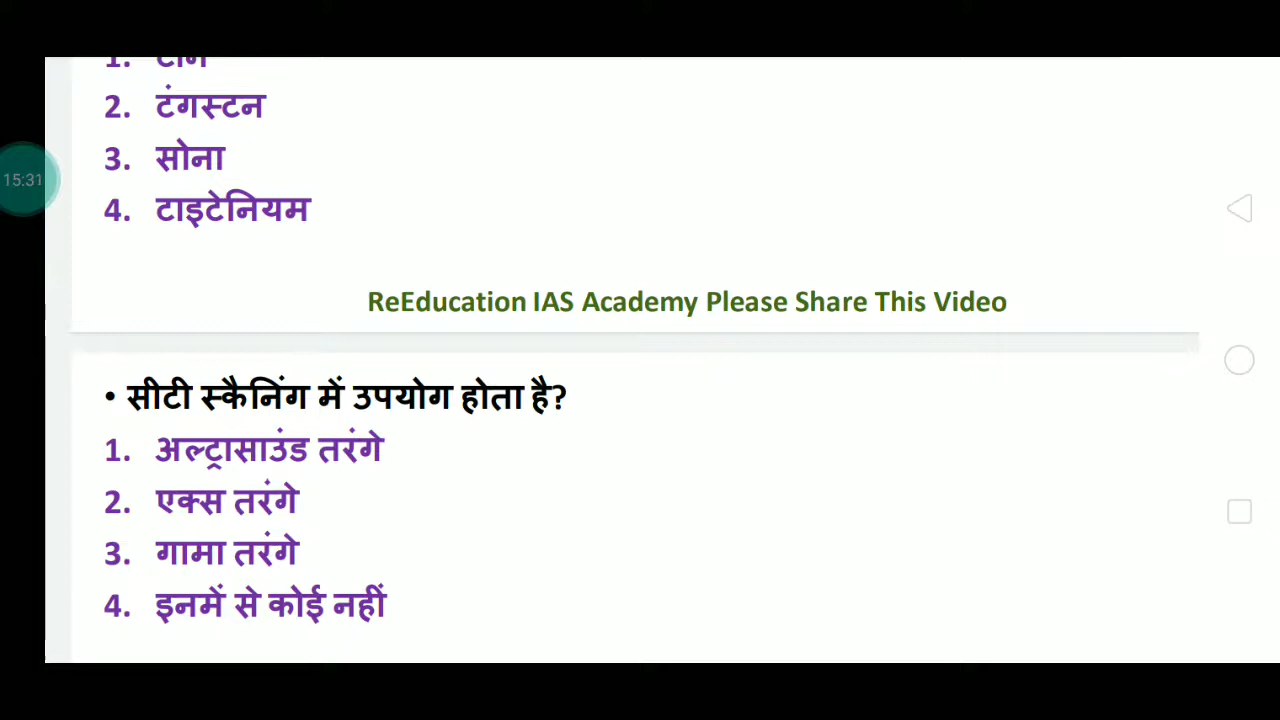 2. टंगस्टन
3. सोना
15:31
4. टाइटेनियम
ReEducation IAS Academy Please Share This Video
• सीटी स्कैनिंग में उपयोग होता है?
1. अल्ट्रासाउंड तरंगे
2. एक्स तरंगे
3. गामा तरंगे
4. इनमें से कोई नहीं